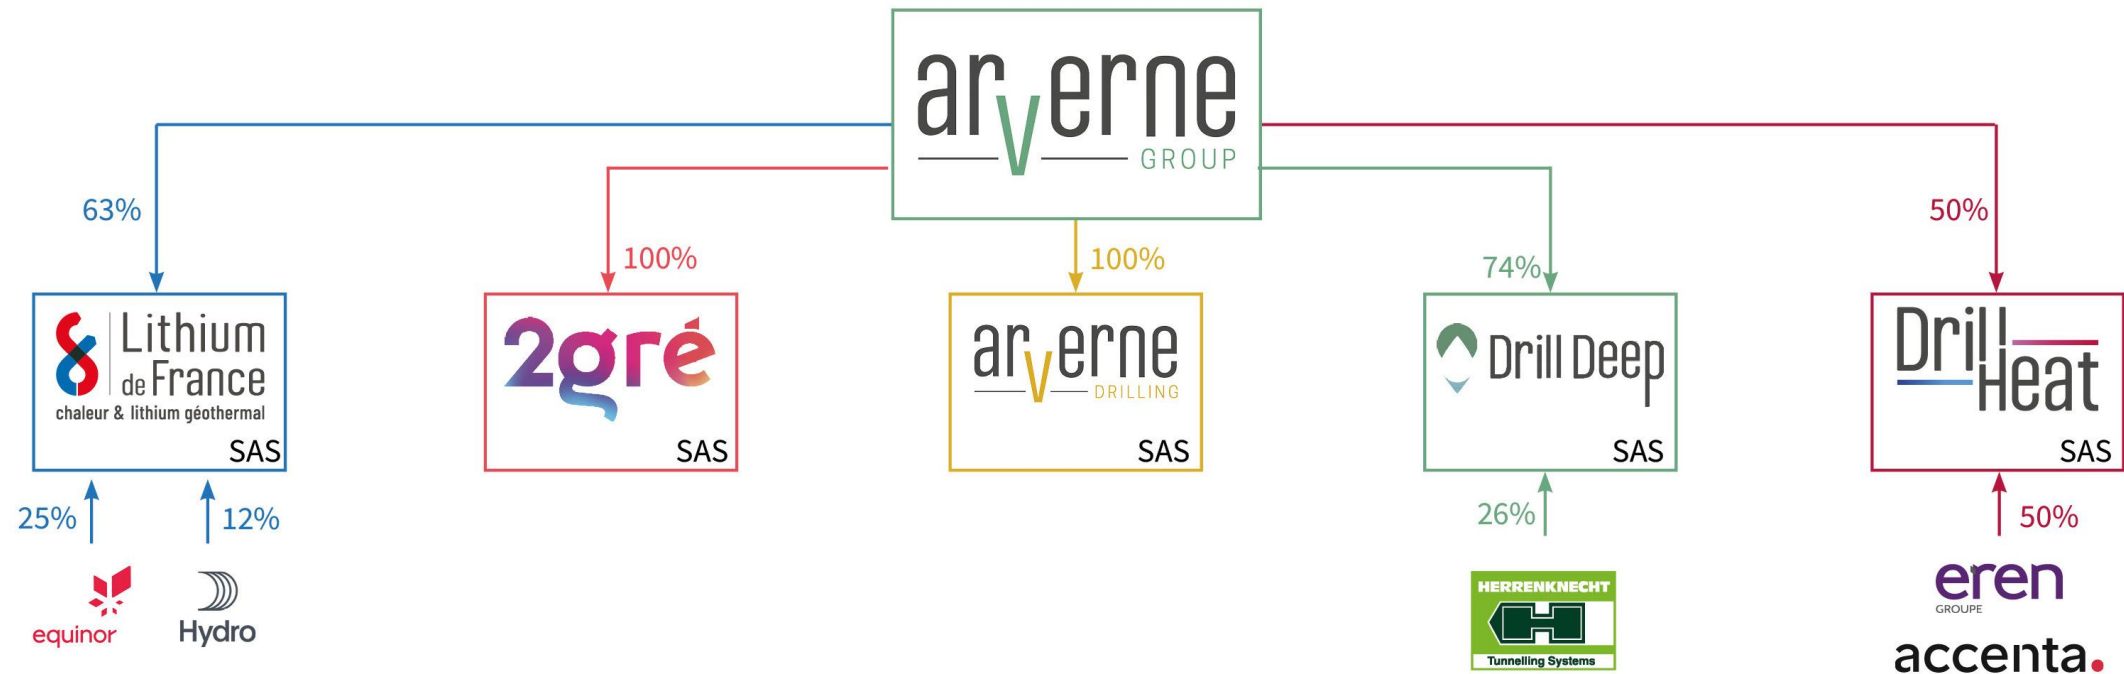 arverne
GROUP
63%
50%
100%
100%
74%
Lithium
de France
chaleur & lithium géothermal
SAS
2gré
SAS
arverne
DRILLING
SAS
Drill Deep
SAS
Drill
Heat
SAS
25%
12%
26%
50%
equinor
Hydro
HERRENKNECHT
Tunnelling Systems
eren
GROUPE
accenta.